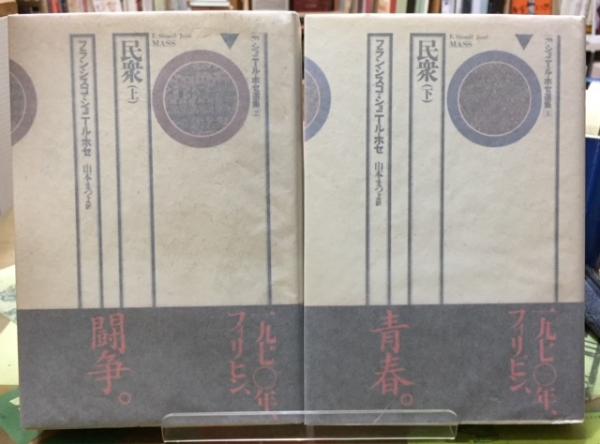 F. Sionil José
MASS
民衆(上)
フランシスコ・シオニール・ホセ 山本まつよ訳
シオニール・ホセ選集
一九七〇年、
フィリピン、
闘争。
F. Sionil José
MASS
民衆(下)
フランシスコ・シオニール・ホセ 山本まつよ訳
シオニール・ホセ選集
一九七〇年、
フィリピン、
青春。